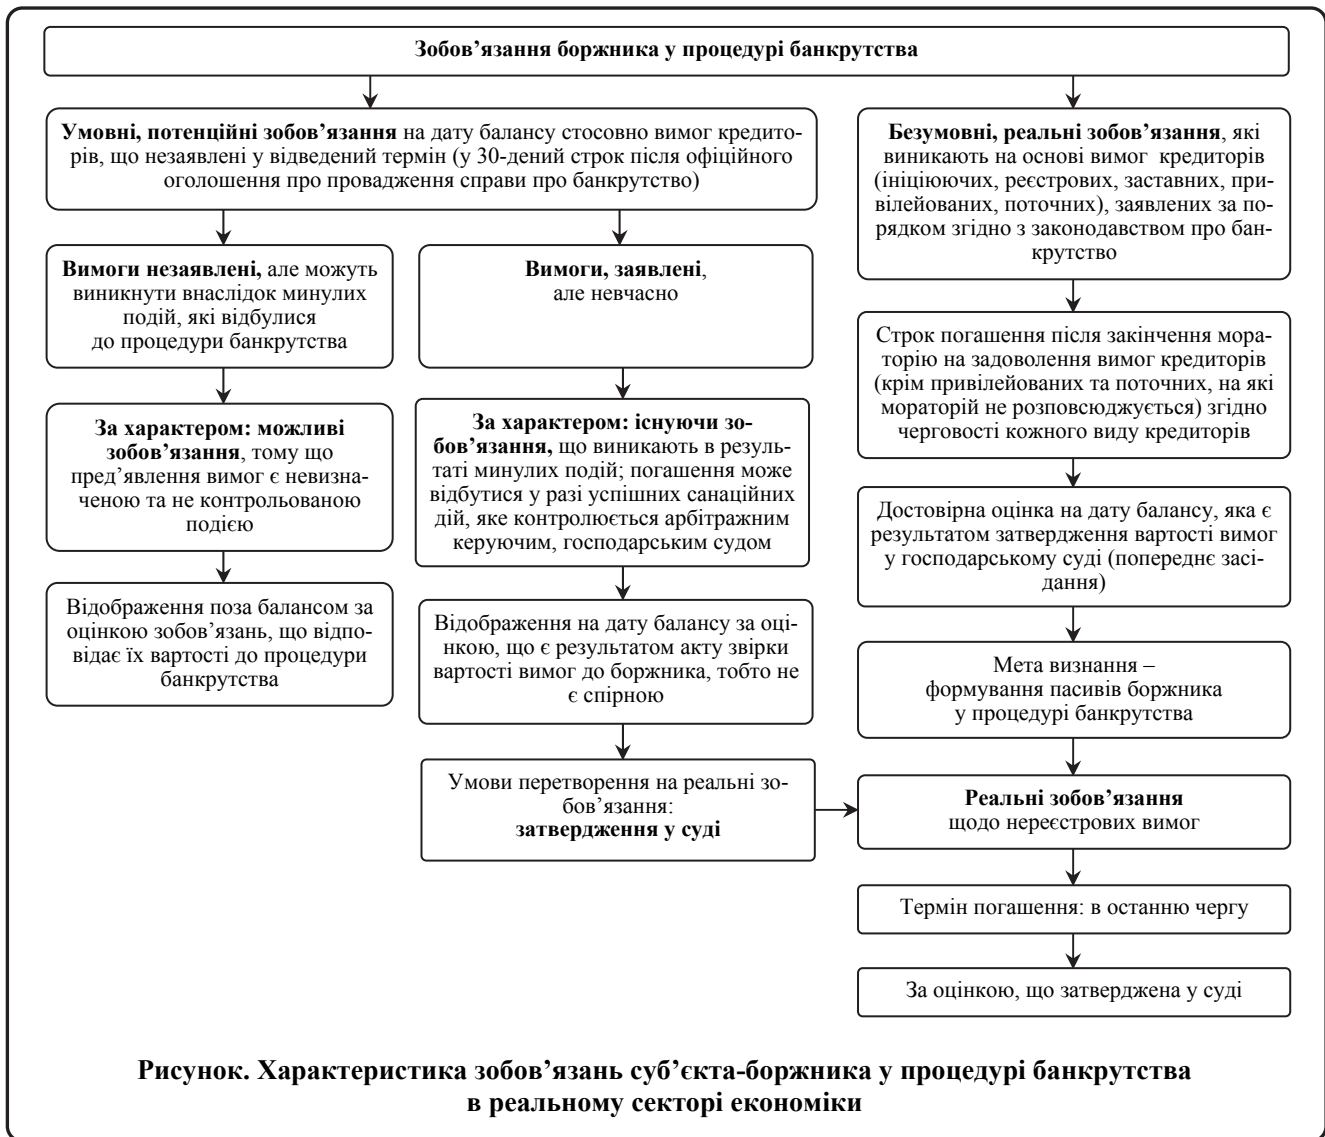 Зобов’язання боржника у процедурі банкрутства
Умовні, потенційні зобов’язання на дату балансу стосовно вимог кредито-
рів, що незаявлені у відведений термін (у 30-дений строк після офіційного
оголошення про провадження справи про банкрутство)
Вимоги незаявлені, але можуть
виникнути внаслідок минулих
подій, які відбулися
до процедури банкрутства
За характером: можливі
зобов’язання, тому що
пред’явлення вимог є невизна-
ченою та не контрольованою
подією
Відображення поза балансом за
оцінкою зобов’язань, що відпо-
відає їх вартості до процедури
банкрутства
Вимоги, заявлені,
але невчасно
За характером: існуючи зо-
бов’язання, що виникають в резуль-
таті минулих подій; погашення може
відбутися у разі успішних санаційних
дій, яке контролюється арбітражним
керуючим, господарським судом
Відображення на дату балансу за оці-
нкою, що є результатом акту звірки
вартості вимог до боржника, тобто не
є спірною
Умови перетворення на реальні зо-
бов’язання:
затвердження у суді
Безумовні, реальні зобов’язання, які
виникають на основі вимог кредиторів
(ініціюючих, реєстрових, заставних, при-
вілейованих, поточних), заявлених за по-
рядком згідно з законодавством про бан-
крутство
Строк погашення після закінчення мора-
торію на задоволення вимог кредиторів
(крім привілейованих та поточних, на які
мораторій не розповсюджується) згідно
черговості кожного виду кредиторів
Достовірна оцінка на дату балансу, яка є
результатом затвердження вартості вимог
у господарському суді (попереднє засі-
дання)
Мета визнання –
формування пасивів боржника
у процедурі банкрутства
Реальні зобов’язання
щодо нереєстрових вимог
Термін погашення: в останню чергу
За оцінкою, що затверджена у суді
Рисунок. Характеристика зобов’язань суб’єкта-боржника у процедурі банкрутства
в реальному секторі економіки